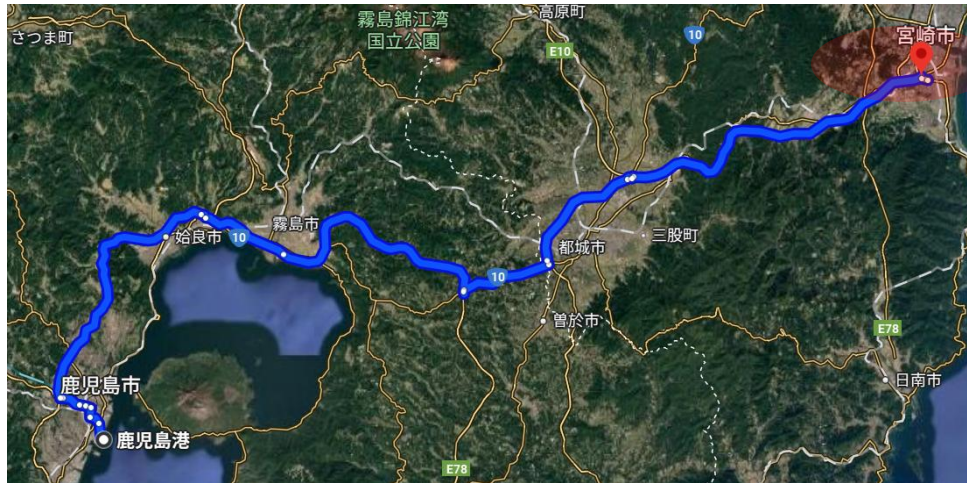 霧島錦江湾
国立公園
高原町
さつま町
E10
10
宮崎市
霧島市
姶良市
10
都城市
三股町
10
曽於市
E78
日南市
鹿児島市
鹿児島港
E78